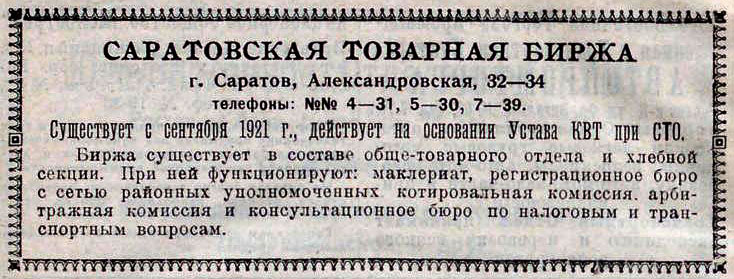 САРАТОВСКАЯ ТОВАРНАЯ БИРЖА
г. Саратов, Александровская, 32—34
телефоны: №№ 4—31, 5—30, 7—39.
Существует с сентября 1921 г., действует на основании Устава КВТ при СТО.
Биржа существует в составе обще-товарного отдела и хлебной
секции. При ней функционируют: маклериат, регистрационное бюро
с сетью районных уполномоченных. котировальная комиссия. арби-
тражная комиссия и консультационное бюро по налоговым и тран-
спортным вопросам.